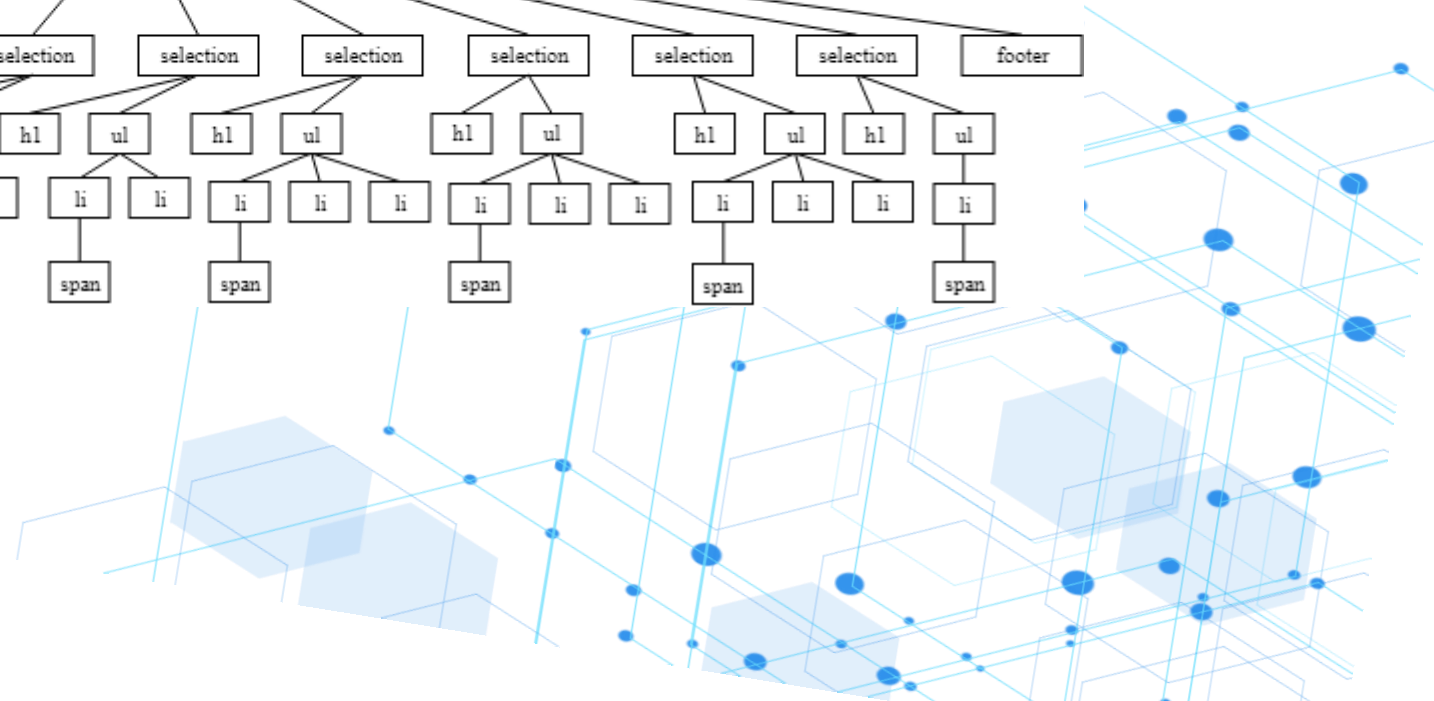 selection selection selection selection selection selection footer
h1 ul h1 ul h1 ul h1 ul h1 ul
li li li li li li li li li li li li
span span span span span